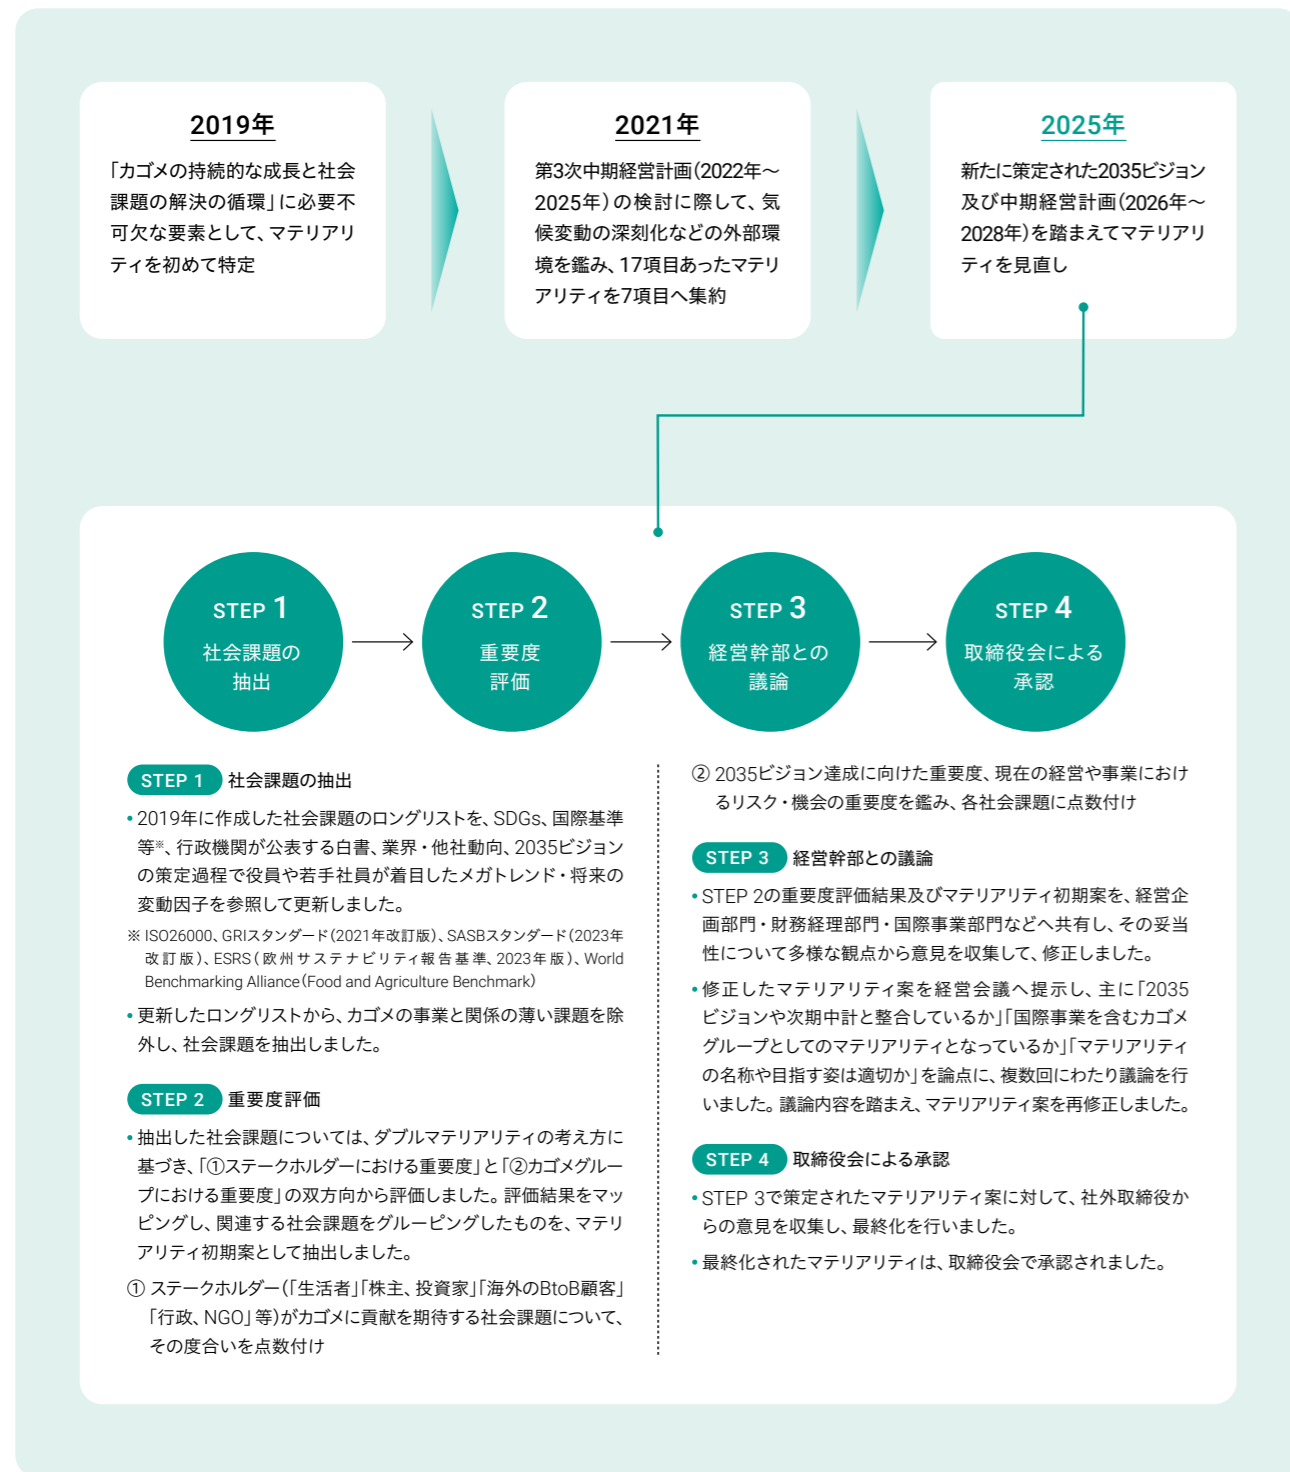 2019年
「カゴメの持続的な成長と社会
課題の解決の循環」に必要不
可欠な要素として、マテリアリ
ティを初めて特定
2021年
第3次中期経営計画(2022年～
2025年)の検討に際して、気
候変動の深刻化などの外部環
境を鑑み、17項目あったマテリ
アリティを7項目へ集約
2025年
新たに策定された2035ビジョン
及び中期経営計画(2026年～
2028年)を踏まえてマテリアリ
ティを見直し
STEP 1
社会課題の
抽出
STEP 2
重要度
評価
STEP 3
経営幹部との
議論
STEP 4
取締役会による
承認
STEP 1 社会課題の抽出
• 2019年に作成した社会課題のロングリストを、SDGs、国際基準
等※、行政機関が公表する白書、業界・他社動向、2035ビジョン
の策定過程で役員や若手社員が着目したメガトレンド・将来の
変動因子を参照して更新しました。
※ ISO26000、GRIスタンダード(2021年改訂版)、SASBスタンダード(2023年
改訂版)、ESRS(欧州サステナビリティ報告基準、2023年版)、World
Benchmarking Alliance(Food and Agriculture Benchmark)
• 更新したロングリストから、カゴメの事業と関係の薄い課題を除
外し、社会課題を抽出しました。
STEP 2 重要度評価
• 抽出した社会課題については、ダブルマテリアリティの考え方に
基づき、「①ステークホルダーにおける重要度」と「②カゴメグルー
プにおける重要度」の双方向から評価しました。評価結果をマッ
ピングし、関連する社会課題をグルーピングしたものを、マテリ
アリティ初期案として抽出しました。
① ステークホルダー(「生活者」「株主、投資家」「海外のBtoB顧客」
「行政、NGO」等)がカゴメに貢献を期待する社会課題について、
その度合いを点数付け
② 2035ビジョン達成に向けた重要度、現在の経営や事業におけ
るリスク・機会の重要度を鑑み、各社会課題に点数付け
STEP 3 経営幹部との議論
• STEP 2の重要度評価結果及びマテリアリティ初期案を、経営企
画部門・財務経理部門・国際事業部門などへ共有し、その妥当
性について多様な観点から意見を収集して、修正しました。
• 修正したマテリアリティ案を経営会議へ提示し、主に「2035
ビジョンや次期中計と整合しているか」「国際事業を含むカゴメ
グループとしてのマテリアリティとなっているか」「マテリアリティ
の名称や目指す姿は適切か」を論点に、複数回にわたり議論を行
いました。議論内容を踏まえ、マテリアリティ案を再修正しました。
STEP 4 取締役会による承認
• STEP 3で策定されたマテリアリティ案に対して、社外取締役か
らの意見を収集し、最終化を行いました。
• 最終化されたマテリアリティは、取締役会で承認されました。